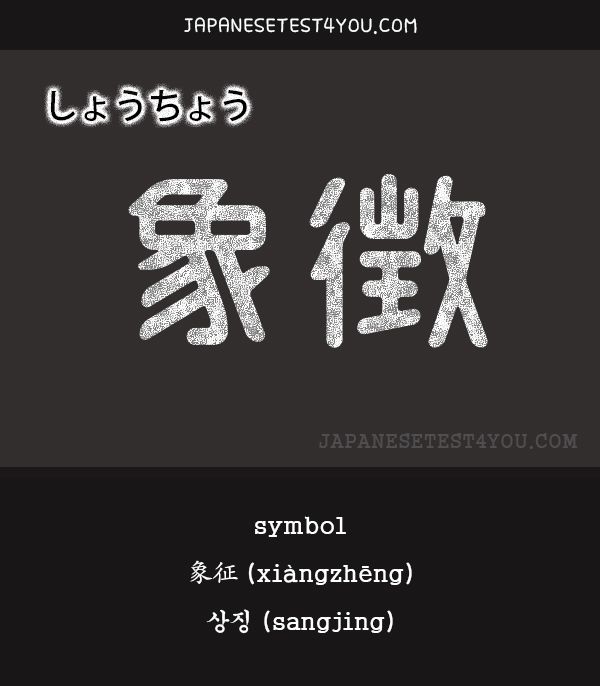 JAPANESETEST4YOU.COM
しょうちょう
象徴
JAPANESETEST4YOU.COM
symbol
象征 (xiàngzhēng)
상징 (sangjing)